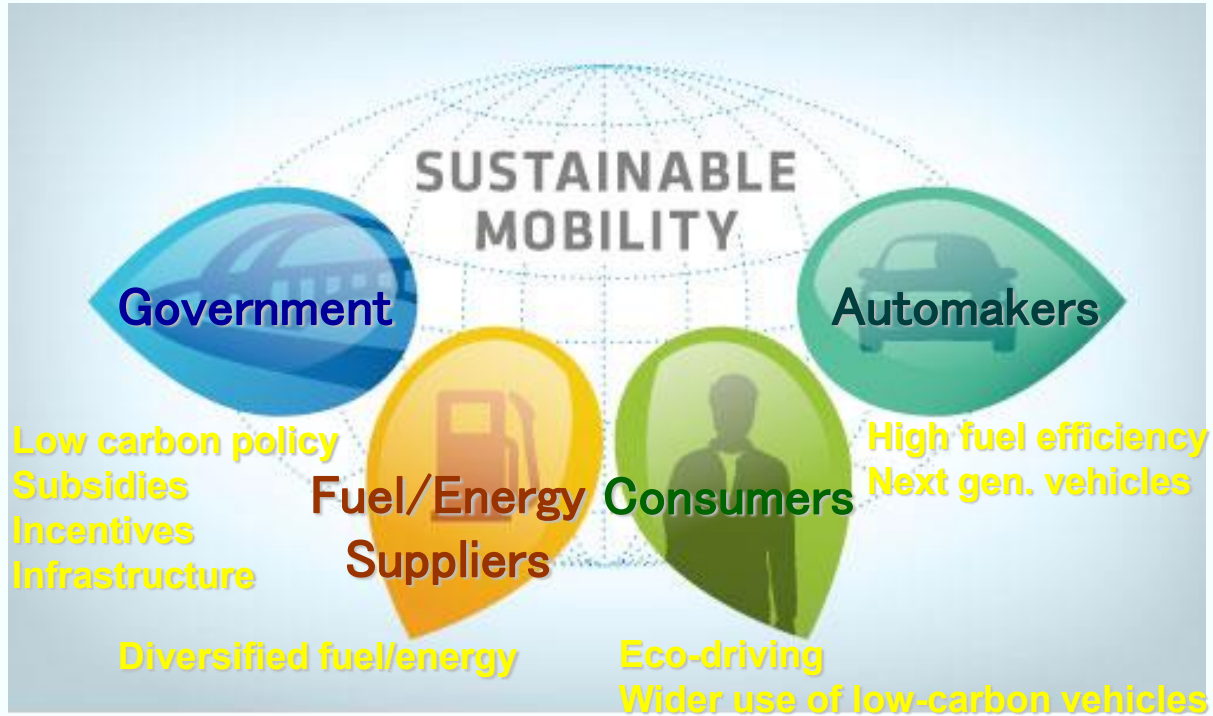 SUSTAINABLE
MOBILITY
Government
Automakers
Low carbon policy
Subsidies
Incentives
Infrastructure
Fuel/Energy
Suppliers
Consumers
High fuel efficiency
Next gen. vehicles
Diversified fuel/energy
Eco-driving
Wider use of low-carbon vehicles